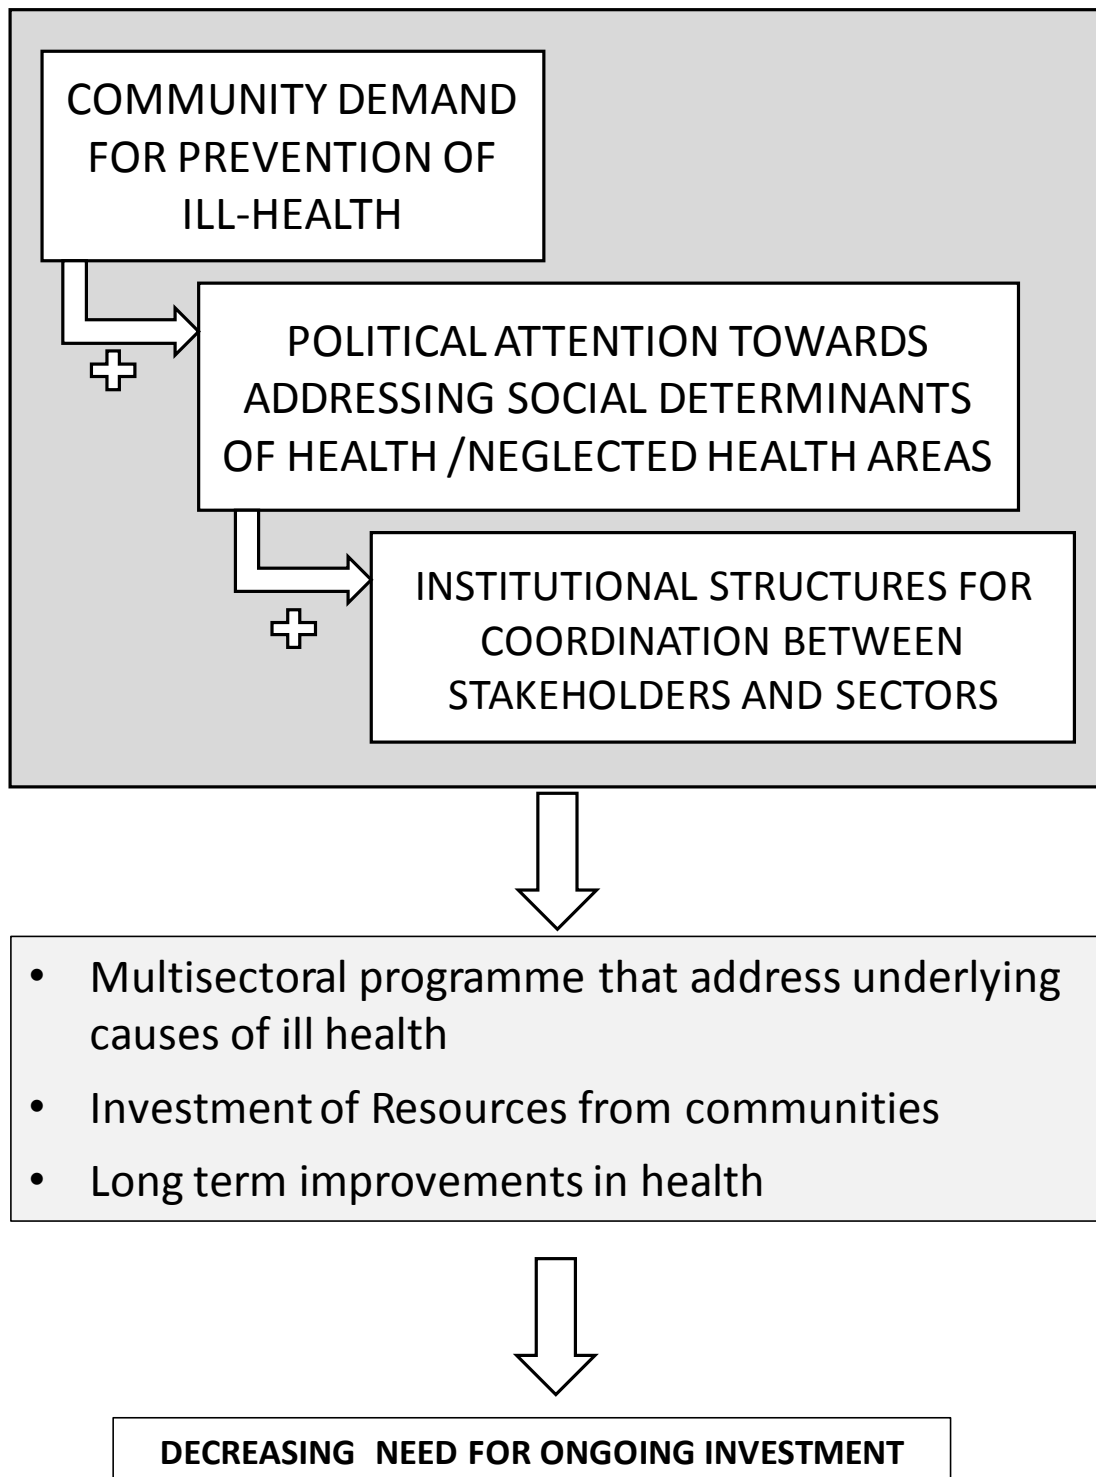 COMMUNITY DEMAND
FOR PREVENTION OF
ILL-HEALTH
POLITICAL ATTENTION TOWARDS
ADDRESSING SOCIAL DETERMINANTS
OF HEALTH /NEGLECTED HEALTH AREAS
INSTITUTIONAL STRUCTURES FOR
COORDINATION BETWEEN
STAKEHOLDERS AND SECTORS
• Multisectoral programme that address underlying
causes of ill health
• Investment of Resources from communities
• Long term improvements in health
DECREASING NEED FOR ONGOING INVESTMENT